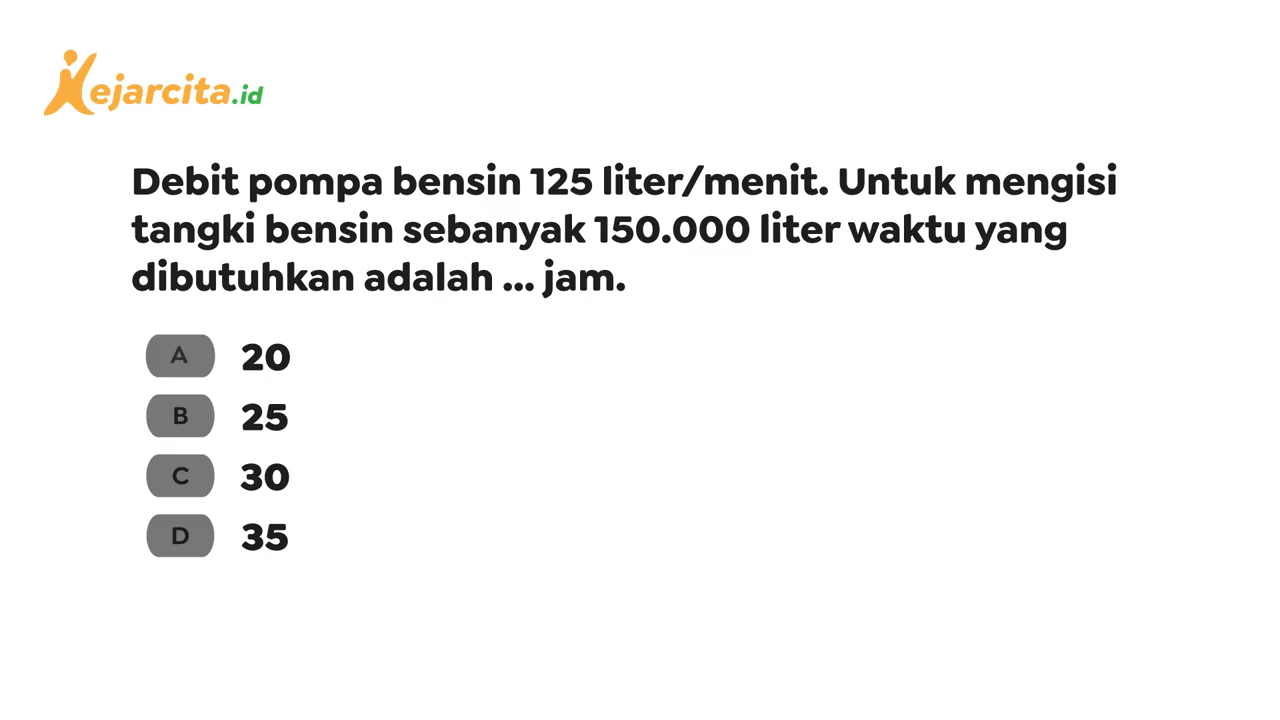 Kejarcita.id
Debit pompa bensin 125 liter/menit. Untuk mengisi
tangki bensin sebanyak 150.000 liter waktu yang
dibutuhkan adalah ... jam.
A 20
B 25
C 30
D 35